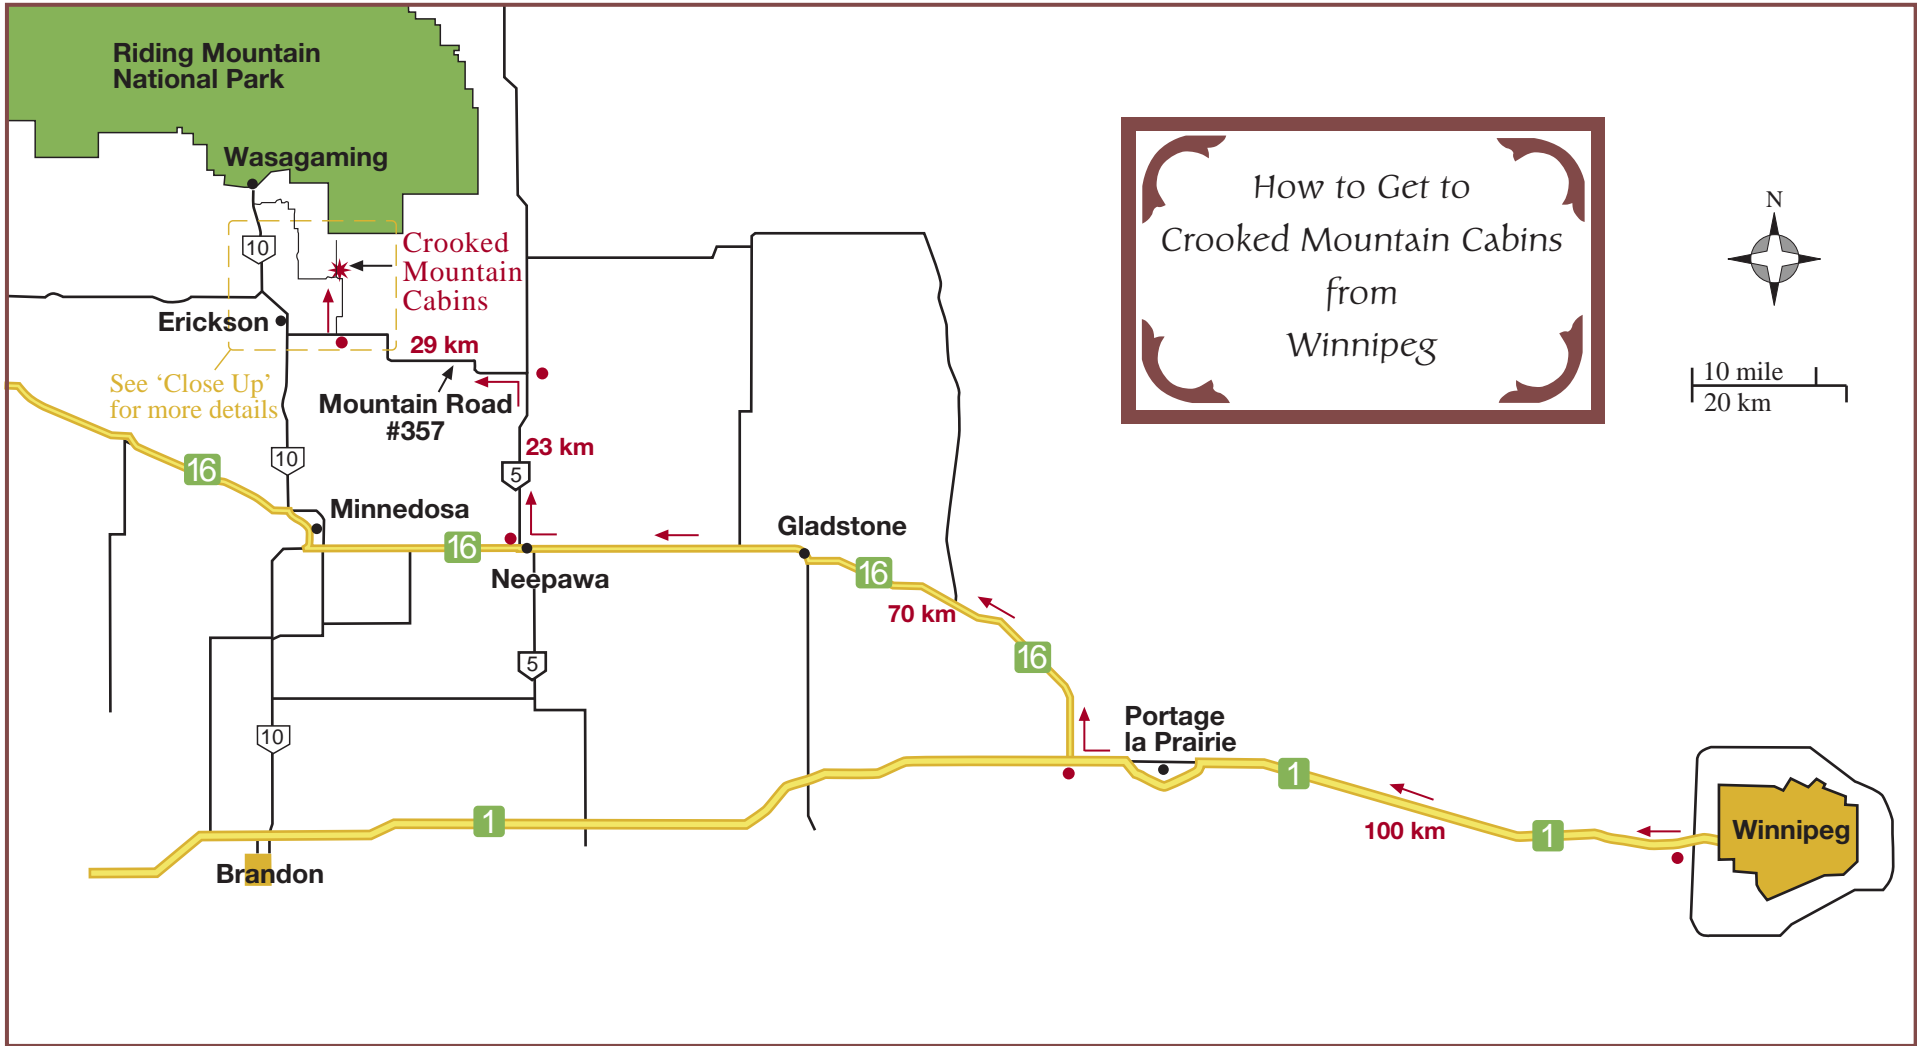 Riding Mountain
National Park
Wasagaming
10
Crooked
Mountain
Cabins
Erickson
29 km
See ‘Close Up’
for more details
Mountain Road
#357
23 km
10
16
5
Minnedosa
16
Neepawa
Gladstone
16
70 km
16
5
10
Portage
la Prairie
1
1
100 km
1
Winnipeg
Brandon
How to Get to
Crooked Mountain Cabins
from
Winnipeg
N
10 mile
20 km